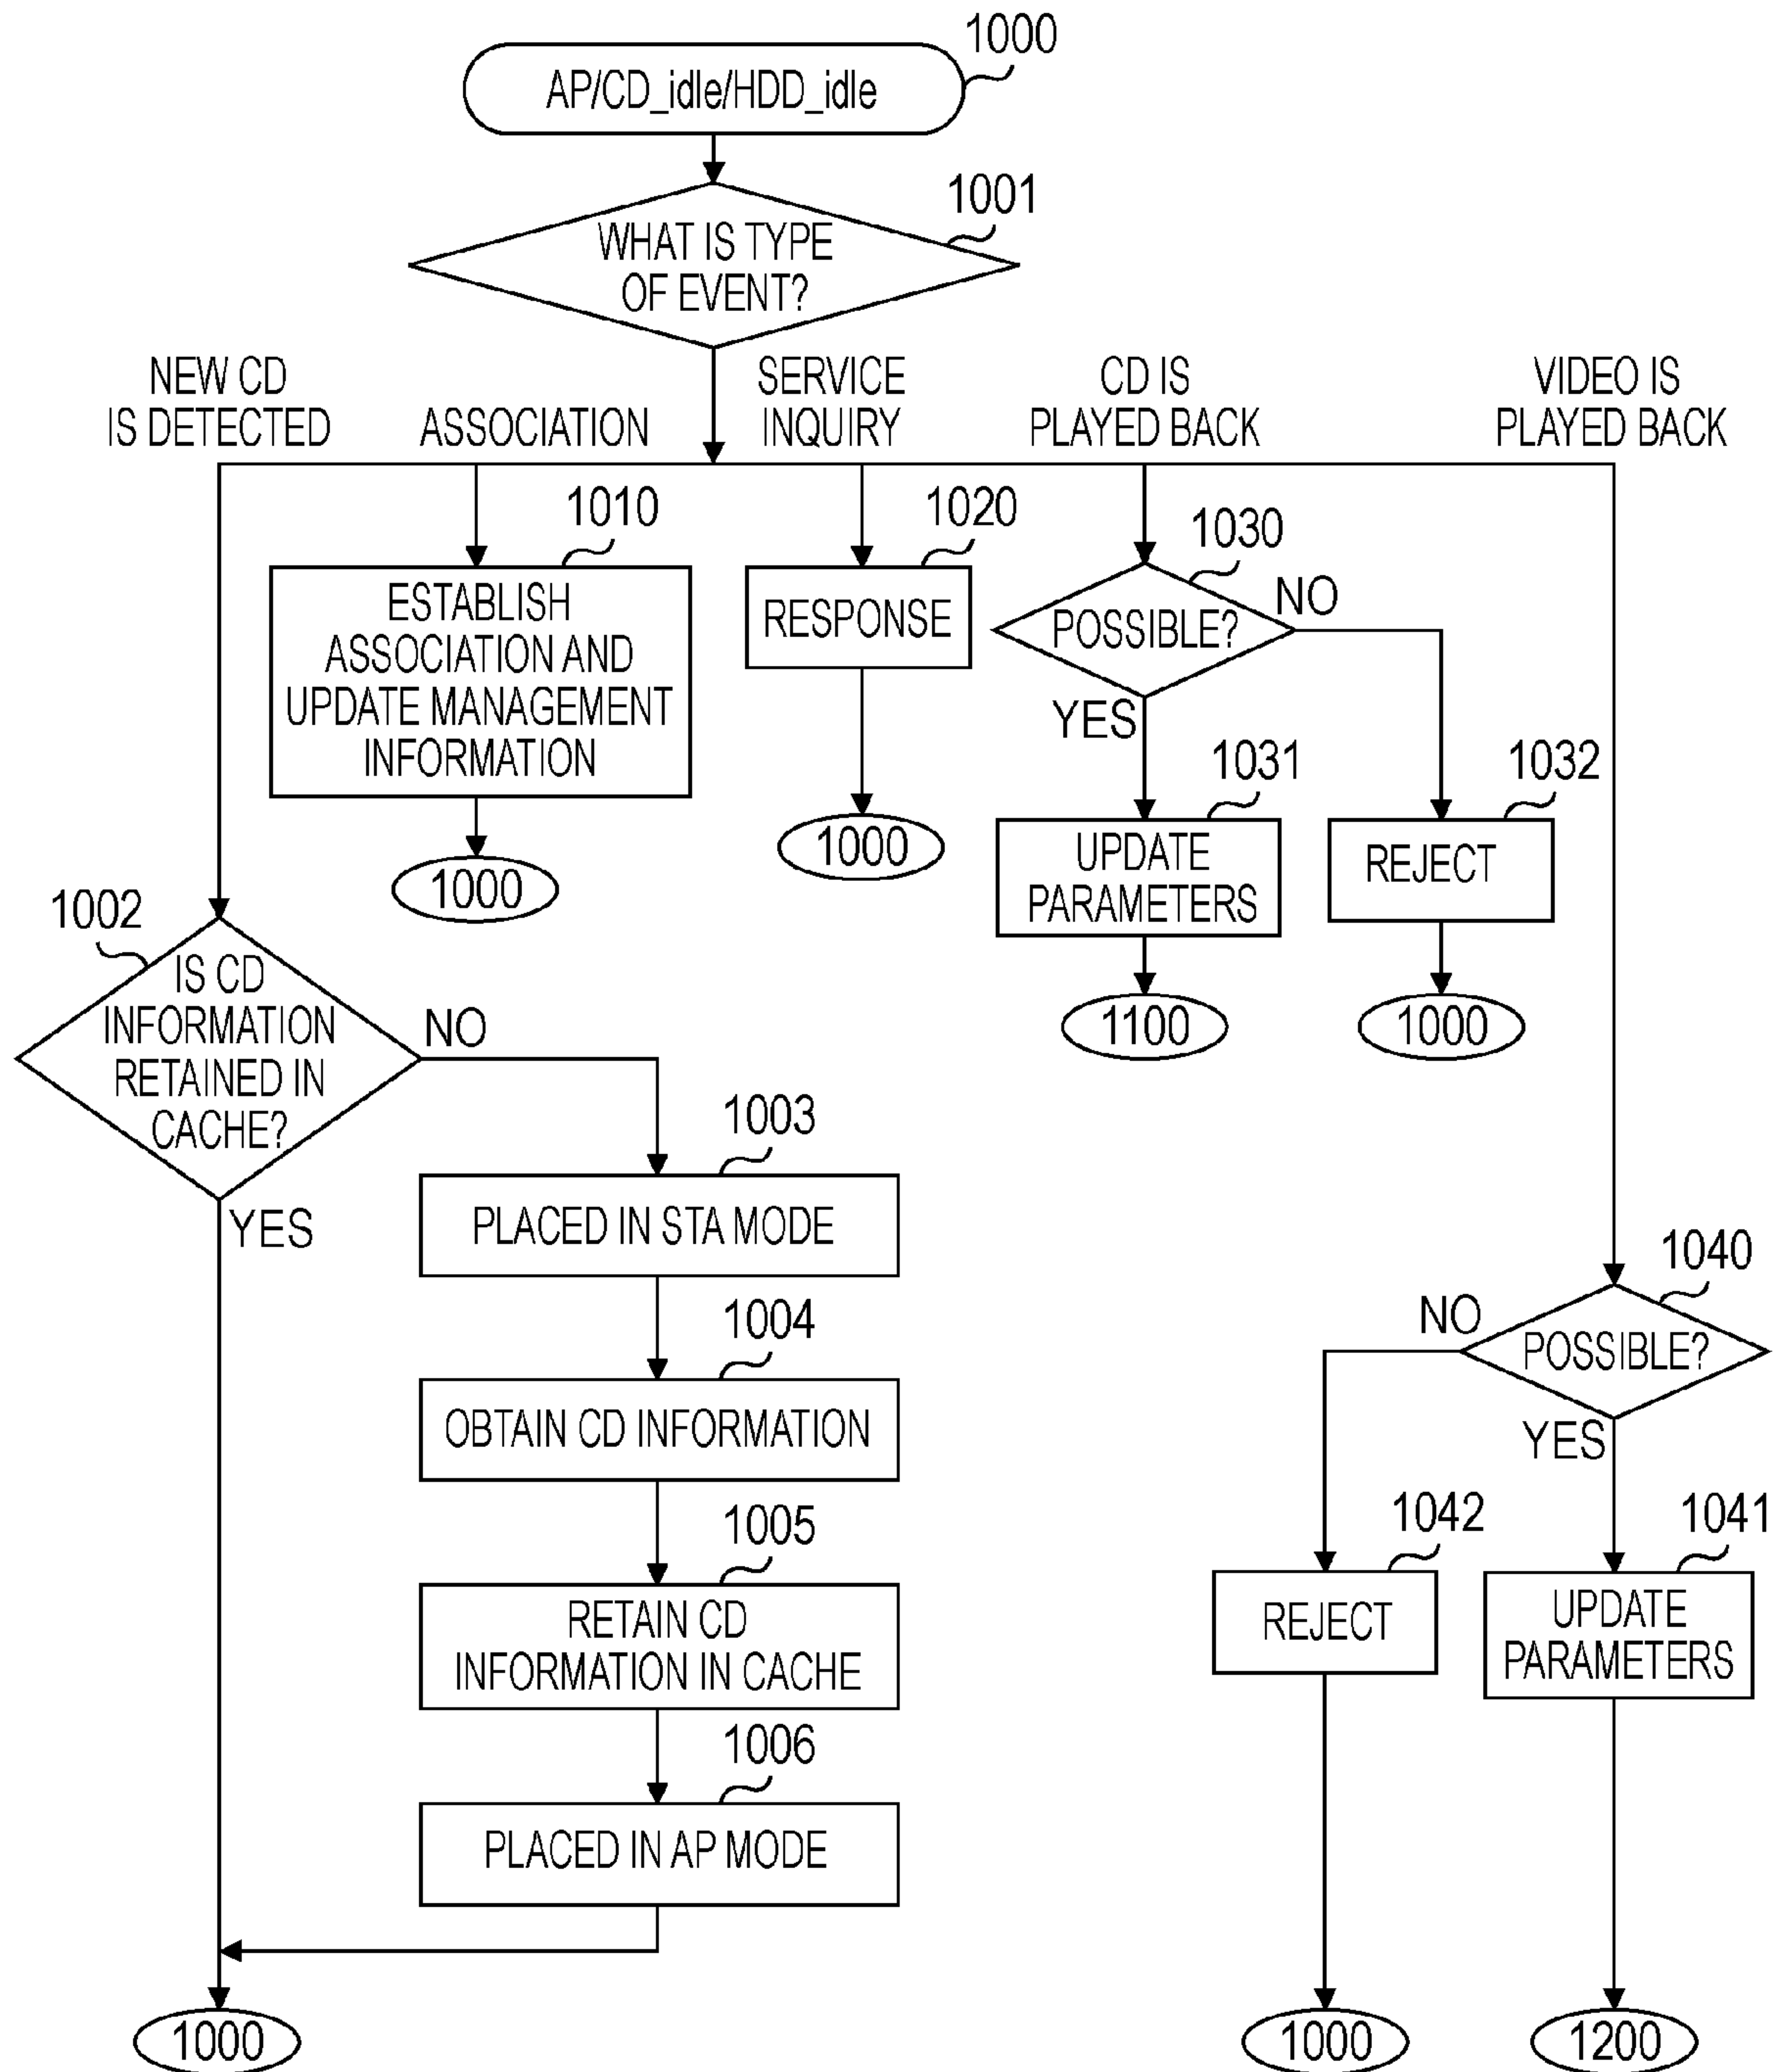 1000
AP/CD_idle/HDD_idle
1001
WHAT IS TYPE
OF EVENT?
NEW CD
IS DETECTED
ASSOCIATION
SERVICE
INQUIRY
CD IS
PLAYED BACK
VIDEO IS
PLAYED BACK
1010
ESTABLISH
ASSOCIATION AND
UPDATE MANAGEMENT
INFORMATION
1000
1020
RESPONSE
1000
1030
POSSIBLE?
NO
YES
1031
UPDATE
PARAMETERS
1100
1032
REJECT
1000
1002
IS CD
INFORMATION
RETAINED IN
CACHE?
NO
YES
1003
PLACED IN STA MODE
1004
OBTAIN CD INFORMATION
1005
RETAIN CD
INFORMATION IN CACHE
1006
PLACED IN AP MODE
1000
1040
POSSIBLE?
NO
YES
1042
REJECT
1000
1041
UPDATE
PARAMETERS
1200